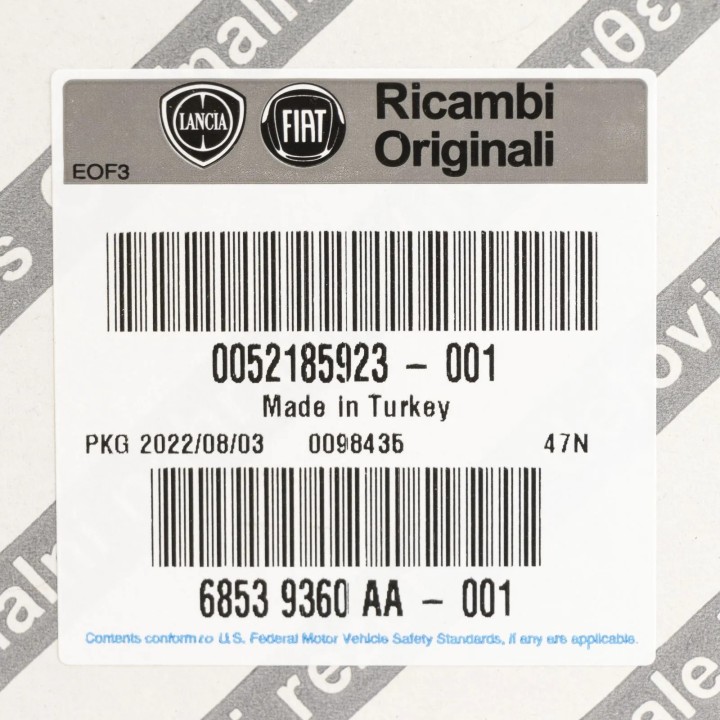 LANCIA
FIAT
Ricambi
Originali
EOF3
0052185923 - 001
Made in Turkey
PKG 2022/08/03 0098435 47N
6853 9360 AA - 001
Contents conform to U.S. Federal Motor Vehicle Safety Standards, if any are applicable.